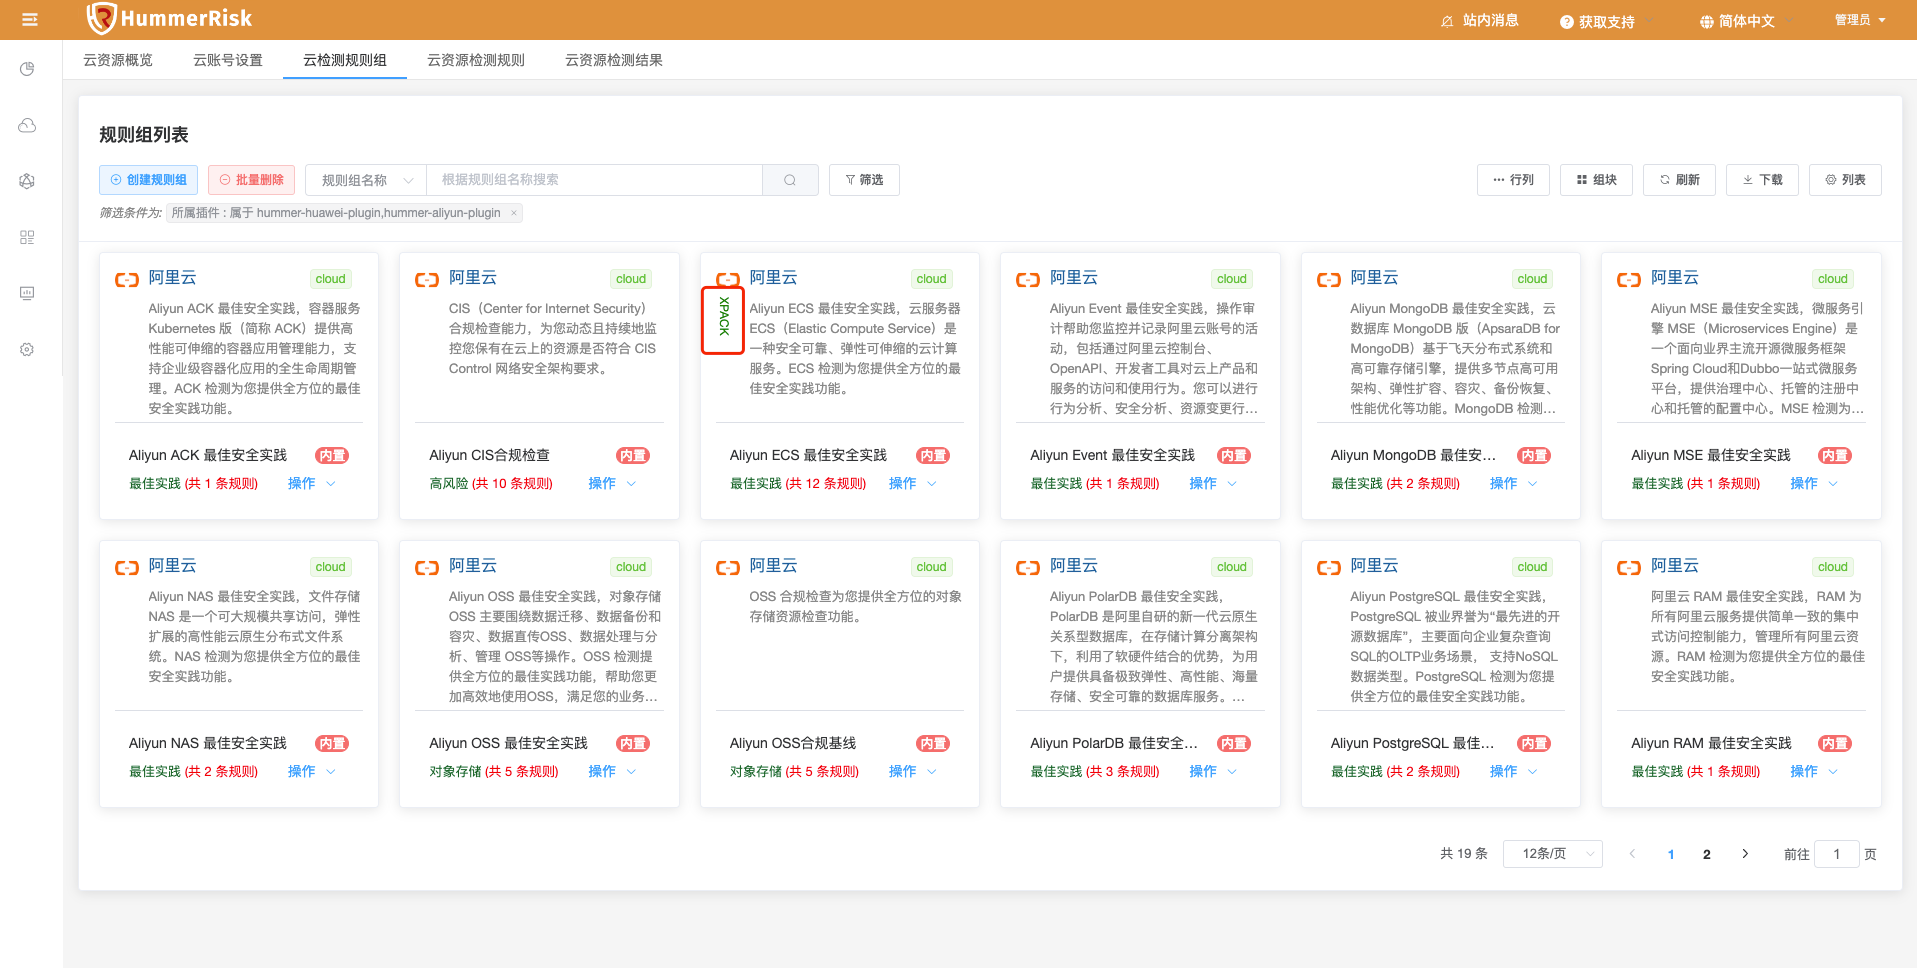 HummerRisk
站内消息
获取支持
简体中文
管理员
云资源概览
云账号设置
云检测规则组
云资源检测规则
云资源检测结果
规则组列表
创建规则组
批量删除
规则组名称
根据规则组名称搜索
筛选
行列
组块
刷新
下载
列表
筛选条件为:
所属插件 : 属于 hummer-huawei-plugin,hummer-aliyun-plugin ×
阿里云 cloud
Aliyun ACK 最佳安全实践，容器服务
Kubernetes 版（简称 ACK）提供高
性能可伸缩的容器应用管理能力，支
持企业级容器化应用的全生命周期管
理。ACK 检测为您提供全方位的最佳
安全实践功能。
Aliyun ACK 最佳安全实践 内置
最佳实践 (共 1 条规则) 操作
阿里云 cloud
CIS（Center for Internet Security）
合规检查能力，为您动态且持续地监
控您保有在云上的资源是否符合 CIS
Control 网络安全架构要求。
Aliyun CIS合规检查 内置
高风险 (共 10 条规则) 操作
阿里云 cloud
XPACK
Aliyun ECS 最佳安全实践，云服务器
ECS（Elastic Compute Service）是
一种安全可靠、弹性可伸缩的云计算
服务。ECS 检测为您提供全方位的最
佳安全实践功能。
Aliyun ECS 最佳安全实践 内置
最佳实践 (共 12 条规则) 操作
阿里云 cloud
Aliyun Event 最佳安全实践，操作审
计帮助您监控并记录阿里云账号的活
动，包括通过阿里云控制台、
OpenAPI、开发者工具对云上产品和
服务的访问和使用行为。您可以进行
行为分析、安全分析、资源变更行…
Aliyun Event 最佳安全实践 内置
最佳实践 (共 1 条规则) 操作
阿里云 cloud
Aliyun MongoDB 最佳安全实践，云
数据库 MongoDB 版（ApsaraDB for
MongoDB）基于飞天分布式系统和
高可靠存储引擎，提供多节点高可用
架构、弹性扩容、容灾、备份恢复、
性能优化等功能。MongoDB 检测…
Aliyun MongoDB 最佳安… 内置
最佳实践 (共 2 条规则) 操作
阿里云 cloud
Aliyun MSE 最佳安全实践，微服务引
擎 MSE（Microservices Engine）是
一个面向业界主流开源微服务框架
Spring Cloud和Dubbo一站式微服务
平台，提供治理中心、托管的注册中
心和托管的配置中心。MSE 检测为…
Aliyun MSE 最佳安全实践 内置
最佳实践 (共 1 条规则) 操作
阿里云 cloud
Aliyun NAS 最佳安全实践，文件存储
NAS 是一个可大规模共享访问，弹性
扩展的高性能云原生分布式文件系
统。NAS 检测为您提供全方位的最佳
安全实践功能。
Aliyun NAS 最佳安全实践 内置
最佳实践 (共 2 条规则) 操作
阿里云 cloud
Aliyun OSS 最佳安全实践，对象存储
OSS 主要围绕数据迁移、数据备份和
容灾、数据直传OSS、数据处理与分
析、管理 OSS等操作。OSS 检测提
供全方位的最佳实践功能，帮助您更
加高效地使用OSS，满足您的业务…
Aliyun OSS 最佳安全实践 内置
对象存储 (共 5 条规则) 操作
阿里云 cloud
OSS 合规检查为您提供全方位的对象
存储资源检查功能。
Aliyun OSS合规基线 内置
对象存储 (共 5 条规则) 操作
阿里云 cloud
Aliyun PolarDB 最佳安全实践，
PolarDB 是阿里自研的新一代云原生
关系型数据库，在存储计算分离架构
下，利用了软硬件结合的优势，为用
户提供具备极致弹性、高性能、海量
存储、安全可靠的数据库服务。…
Aliyun PolarDB 最佳安全… 内置
最佳实践 (共 3 条规则) 操作
阿里云 cloud
Aliyun PostgreSQL 最佳安全实践，
PostgreSQL 被业界誉为“最先进的开
源数据库”，主要面向企业复杂查询
SQL的OLTP业务场景， 支持NoSQL
数据类型。PostgreSQL 检测为您提
供全方位的最佳安全实践功能。
Aliyun PostgreSQL 最佳… 内置
最佳实践 (共 2 条规则) 操作
阿里云 cloud
阿里云 RAM 最佳安全实践，RAM 为
所有阿里云服务提供简单一致的集中
式访问控制能力，管理所有阿里云资
源。RAM 检测为您提供全方位的最佳
安全实践功能。
Aliyun RAM 最佳安全实践 内置
最佳实践 (共 1 条规则) 操作
共 19 条 12条/页 1 2 前往 1 页